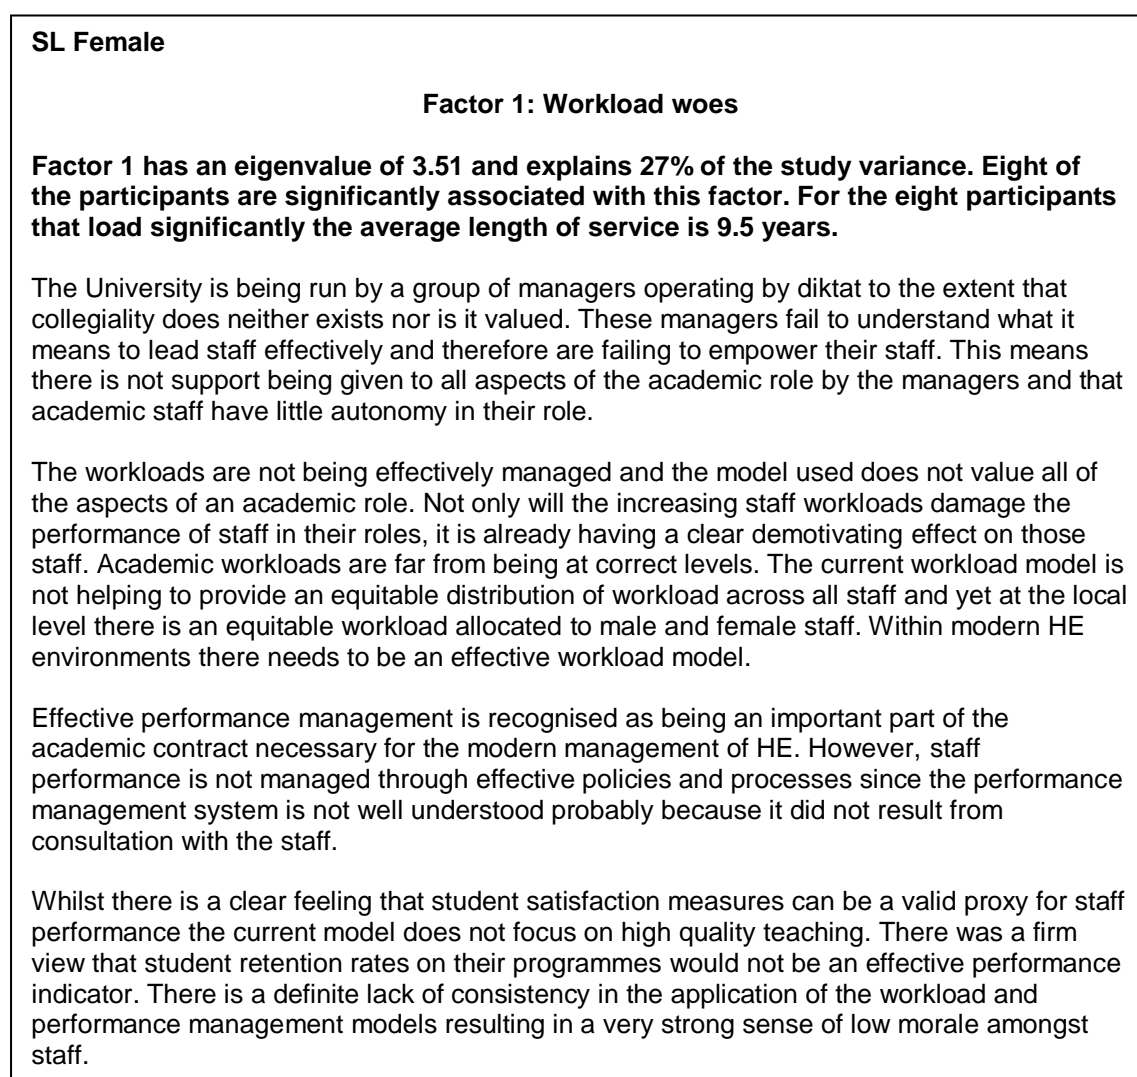 SL Female
Factor 1: Workload woes
Factor 1 has an eigenvalue of 3.51 and explains 27% of the study variance. Eight of
the participants are significantly associated with this factor. For the eight participants
that load significantly the average length of service is 9.5 years.
The University is being run by a group of managers operating by diktat to the extent that
collegiality does neither exists nor is it valued. These managers fail to understand what it
means to lead staff effectively and therefore are failing to empower their staff. This means
there is not support being given to all aspects of the academic role by the managers and that
academic staff have little autonomy in their role.
The workloads are not being effectively managed and the model used does not value all of
the aspects of an academic role. Not only will the increasing staff workloads damage the
performance of staff in their roles, it is already having a clear demotivating effect on those
staff. Academic workloads are far from being at correct levels. The current workload model is
not helping to provide an equitable distribution of workload across all staff and yet at the local
level there is an equitable workload allocated to male and female staff. Within modern HE
environments there needs to be an effective workload model.
Effective performance management is recognised as being an important part of the
academic contract necessary for the modern management of HE. However, staff
performance is not managed through effective policies and processes since the performance
management system is not well understood probably because it did not result from
consultation with the staff.
Whilst there is a clear feeling that student satisfaction measures can be a valid proxy for staff
performance the current model does not focus on high quality teaching. There was a firm
view that student retention rates on their programmes would not be an effective performance
indicator. There is a definite lack of consistency in the application of the workload and
performance management models resulting in a very strong sense of low morale amongst
staff.